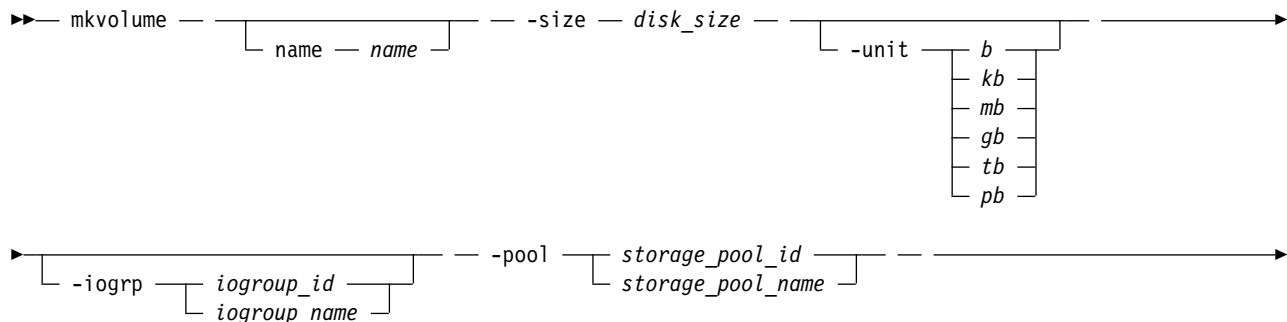 mkvolume -size disk_size
name name -unit b
kb
mb
gb
tb
pb
-pool storage_pool_id
-iogrp iogroup_id storage_pool_name
iogroup_name